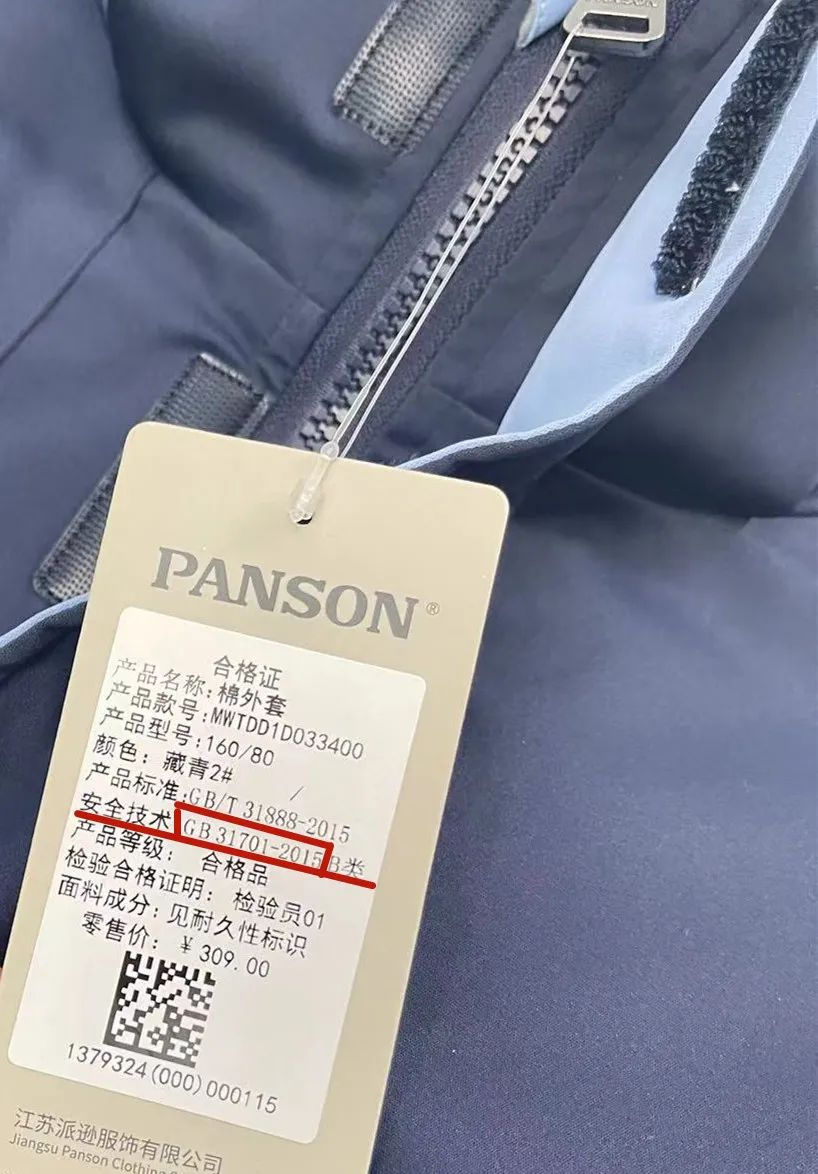 PANSON
PANSON®
合格证
产品名称:棉外套
产品款号:MWTDD1D033400
产品型号:160/80
颜色: 藏青2# /
产品标准:GB/T 31888-2015
安全技术 GB 31701-2015 B类
产品等级: 合格品
检验合格证明: 检验员01
面料成分: 见耐久性标识
零售价: ¥ 309.00
1379324(000)000115
江苏派逊服饰有限公司
Jiangsu Panson Clothing